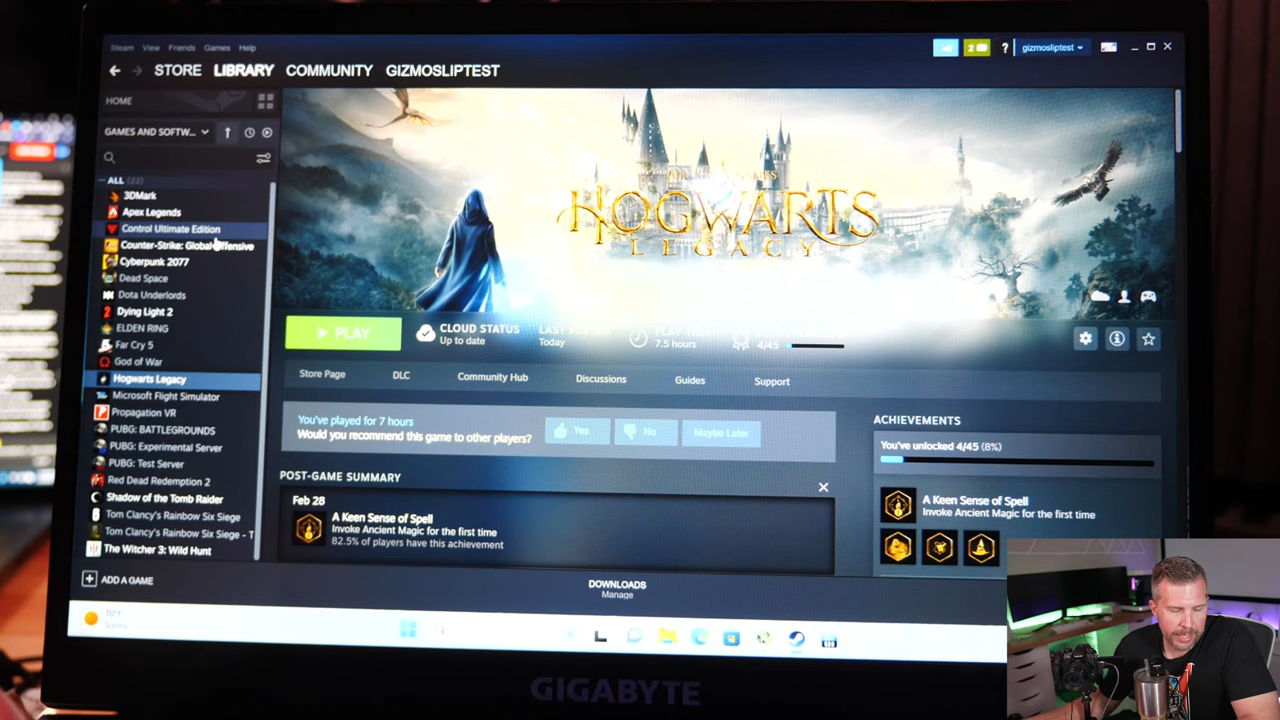 Steam View Friends Games Help
2 ? gizmosliptest
STORE LIBRARY COMMUNITY GIZMOSLIPTEST
HOME
GAMES AND SOFTW...
ALL (22)
3DMark
Apex Legends
Control Ultimate Edition
Counter-Strike: Global Offensive
Cyberpunk 2077
Dead Space
Dota Underlords
Dying Light 2
ELDEN RING
Far Cry 5
God of War
Hogwarts Legacy
Microsoft Flight Simulator
Propagation VR
PUBG: BATTLEGROUNDS
PUBG: Experimental Server
PUBG: Test Server
Red Dead Redemption 2
Shadow of the Tomb Raider
Tom Clancy's Rainbow Six Siege
Tom Clancy's Rainbow Six Siege - T
The Witcher 3: Wild Hunt
ADD A GAME
HOGWARTS
LEGACY
PLAY
CLOUD STATUS
Up to date
LAST PLAYED
Today
PLAY TIME
7.5 hours
4/45
Store Page DLC Community Hub Discussions Guides Support
You've played for 7 hours
Would you recommend this game to other players?
Yes No Maybe Later
POST-GAME SUMMARY
Feb 28
A Keen Sense of Spell
Invoke Ancient Magic for the first time
82.5% of players have this achievement
ACHIEVEMENTS
You've unlocked 4/45 (8%)
A Keen Sense of Spell
Invoke Ancient Magic for the first time
DOWNLOADS
Manage
70°F
Sunny
GIGABYTE